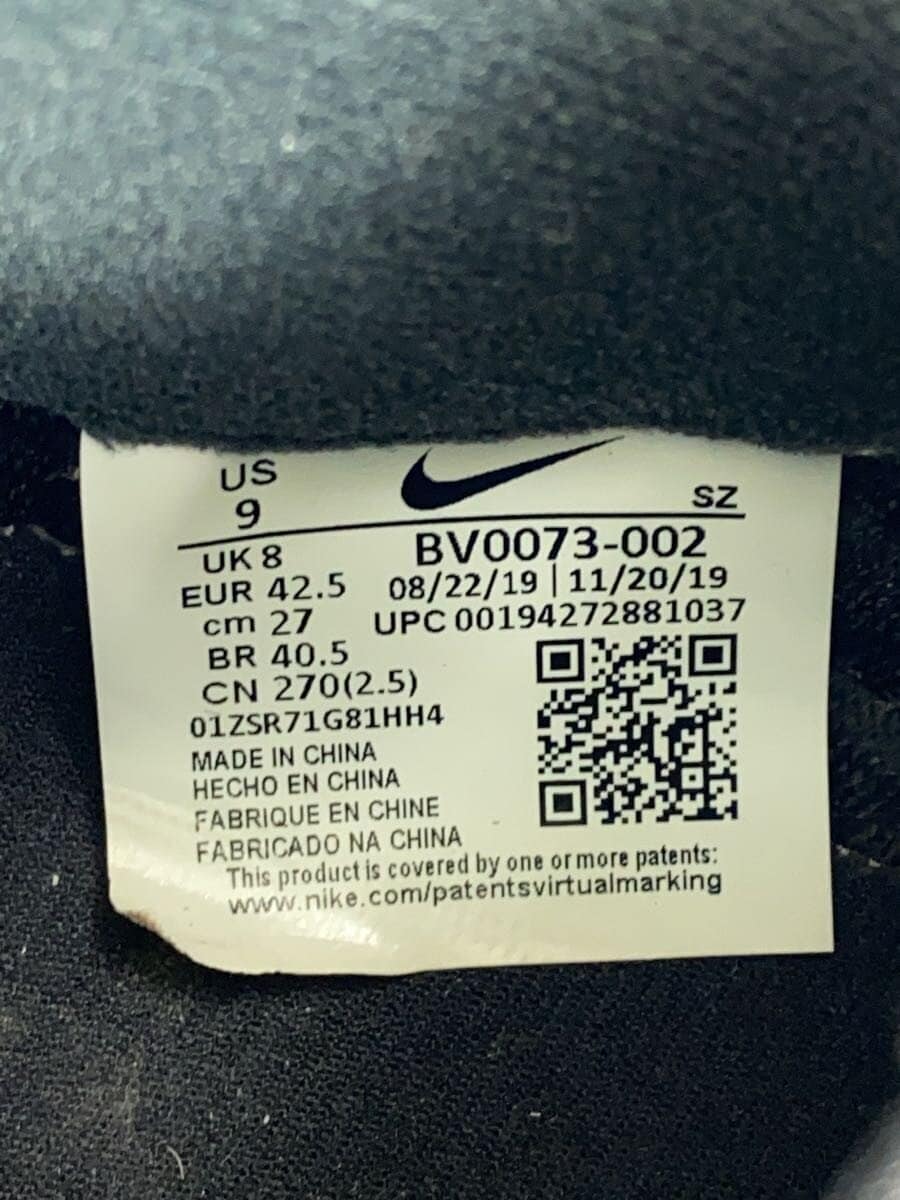 US
9
SZ
UK 8
BV0073-002
EUR 42.5
08/22/19 | 11/20/19
cm 27
UPC 00194272881037
BR 40.5
CN 270(2.5)
01ZSR71G81HH4
MADE IN CHINA
HECHO EN CHINA
FABRIQUE EN CHINE
FABRICADO NA CHINA
This product is covered by one or more patents:
www.nike.com/patentsvirtualmarking